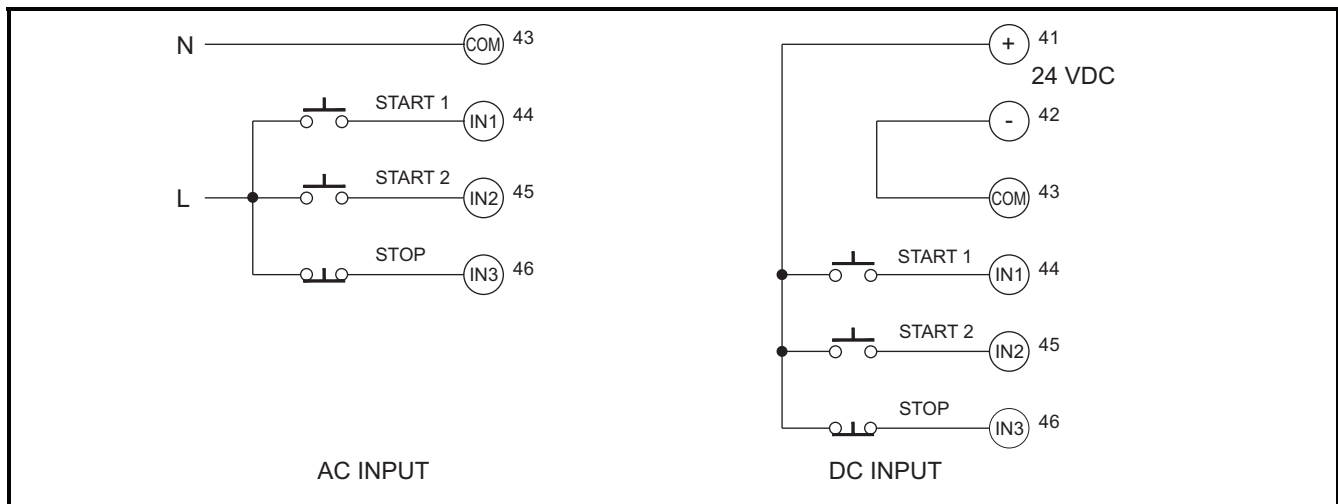 N COM 43
START 1 IN1 44
L START 2 IN2 45
STOP IN3 46
AC INPUT
+ 41
24 VDC
- 42
COM 43
START 1 IN1 44
START 2 IN2 45
STOP IN3 46
DC INPUT